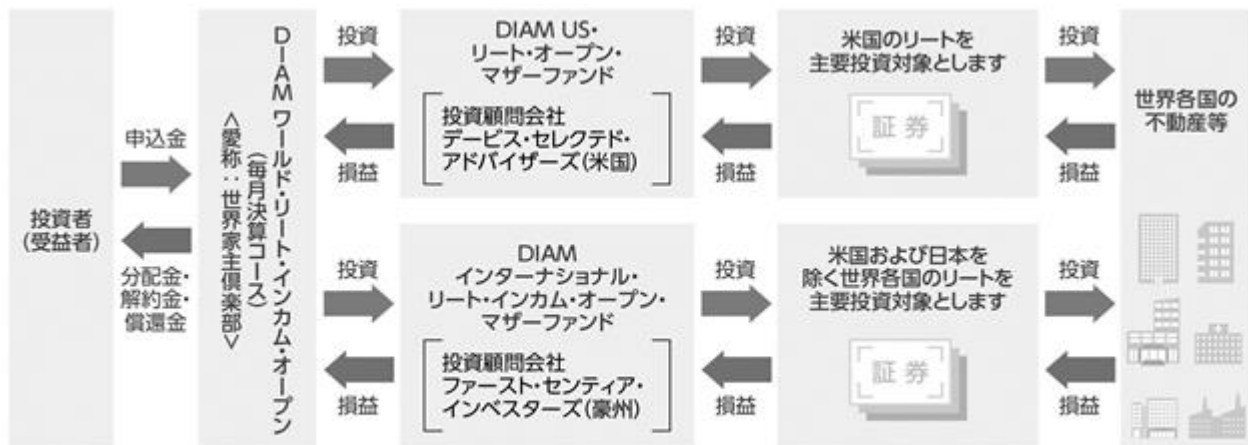 投資者
(受益者)
申込金
分配金・
解約金・
償還金
DIAM ワールド・リート・インカム・オープン
(毎月決算コース)
<愛称:世界家主倶楽部>
投資
損益
DIAM US・
リート・オープン・
マザーファンド
投資顧問会社
デービス・セレクテド・
アドバイザーズ(米国)
投資
損益
米国のリートを
主要投資対象とします
証券
投資
損益
投資
損益
DIAM
インターナショナル・
リート・インカム・オープン・
マザーファンド
投資顧問会社
ファースト・センティア・
インベスターズ(豪州)
投資
損益
米国および日本を
除く世界各国のリートを
主要投資対象とします
証券
投資
損益
世界各国の
不動産等